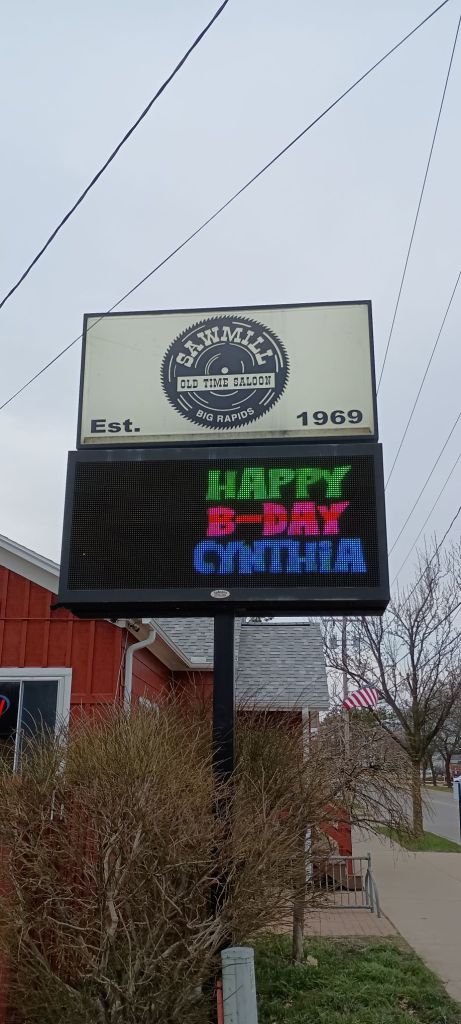 SAWMILL
OLD TIME SALOON
BIG RAPIDS
Est. 1969
HAPPY
B-DAY
CYNTHIA